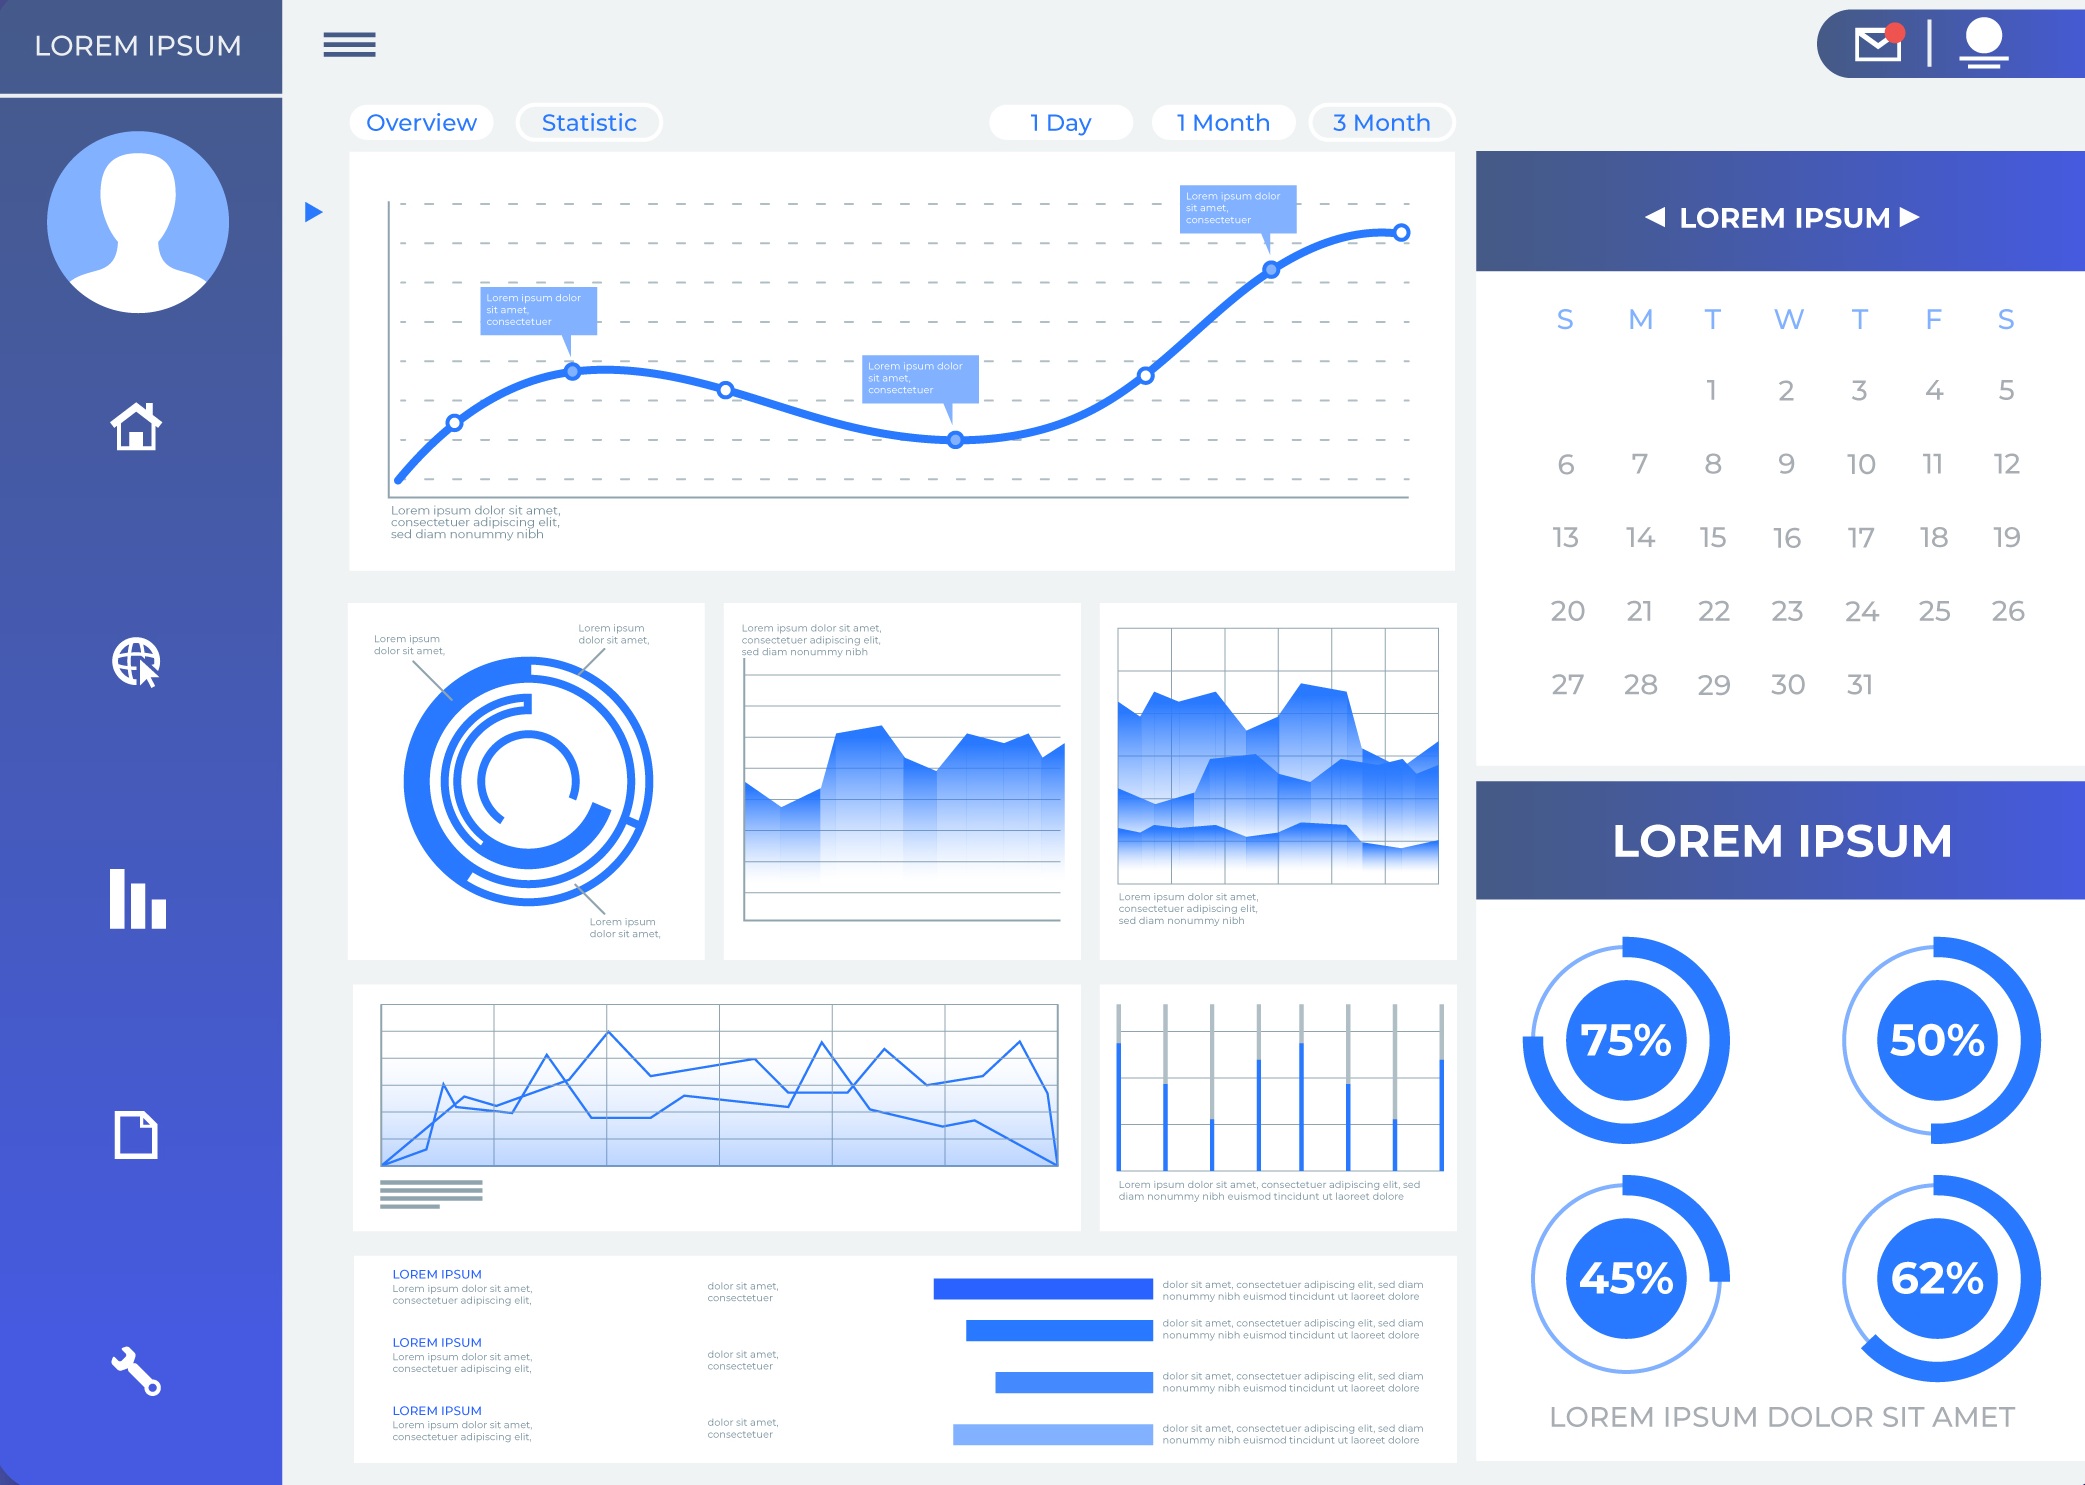 LOREM IPSUM
Overview
Statistic
1 Day
1 Month
3 Month
Lorem ipsum dolor
sit amet,
consectetuer
Lorem ipsum dolor
sit amet,
consectetuer
Lorem ipsum dolor
sit amet,
consectetuer
Lorem ipsum dolor sit amet,
consectetuer adipiscing elit,
sed diam nonummy nibh
LOREM IPSUM
S M T W T F S
1 2 3 4 5
6 7 8 9 10 11 12
13 14 15 16 17 18 19
20 21 22 23 24 25 26
27 28 29 30 31
Lorem ipsum
dolor sit amet,
Lorem ipsum
dolor sit amet,
Lorem ipsum
dolor sit amet,
Lorem ipsum dolor sit amet,
consectetuer adipiscing elit,
sed diam nonummy nibh
Lorem ipsum dolor sit amet,
consectetuer adipiscing elit,
sed diam nonummy nibh
LOREM IPSUM
75%
50%
45%
62%
LOREM IPSUM DOLOR SIT AMET
Lorem ipsum dolor sit amet, consectetuer adipiscing elit, sed
diam nonummy nibh euismod tincidunt ut laoreet dolore
LOREM IPSUM
Lorem ipsum dolor sit amet,
consectetuer adipiscing elit,
dolor sit amet,
consectetuer
LOREM IPSUM
Lorem ipsum dolor sit amet,
consectetuer adipiscing elit,
dolor sit amet,
consectetuer
LOREM IPSUM
Lorem ipsum dolor sit amet,
consectetuer adipiscing elit,
dolor sit amet,
consectetuer
dolor sit amet, consectetuer adipiscing elit, sed diam
nonummy nibh euismod tincidunt ut laoreet dolore
dolor sit amet, consectetuer adipiscing elit, sed diam
nonummy nibh euismod tincidunt ut laoreet dolore
dolor sit amet, consectetuer adipiscing elit, sed diam
nonummy nibh euismod tincidunt ut laoreet dolore
dolor sit amet, consectetuer adipiscing elit, sed diam
nonummy nibh euismod tincidunt ut laoreet dolore